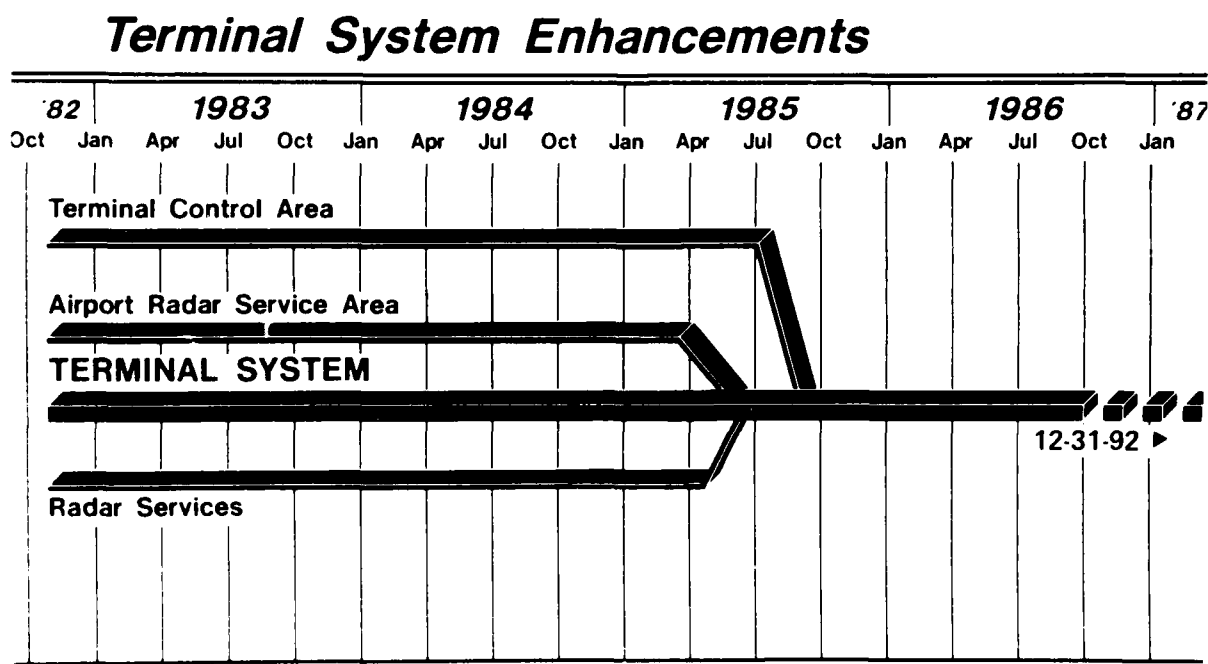 Terminal System Enhancements
'82 1983 1984 1985 1986 '87
Oct Jan Apr Jul Oct Jan Apr Jul Oct Jan Apr Jul Oct Jan Apr Jul Oct Jan
Terminal Control Area
Airport Radar Service Area
TERMINAL SYSTEM
12-31-92 ►
Radar Services